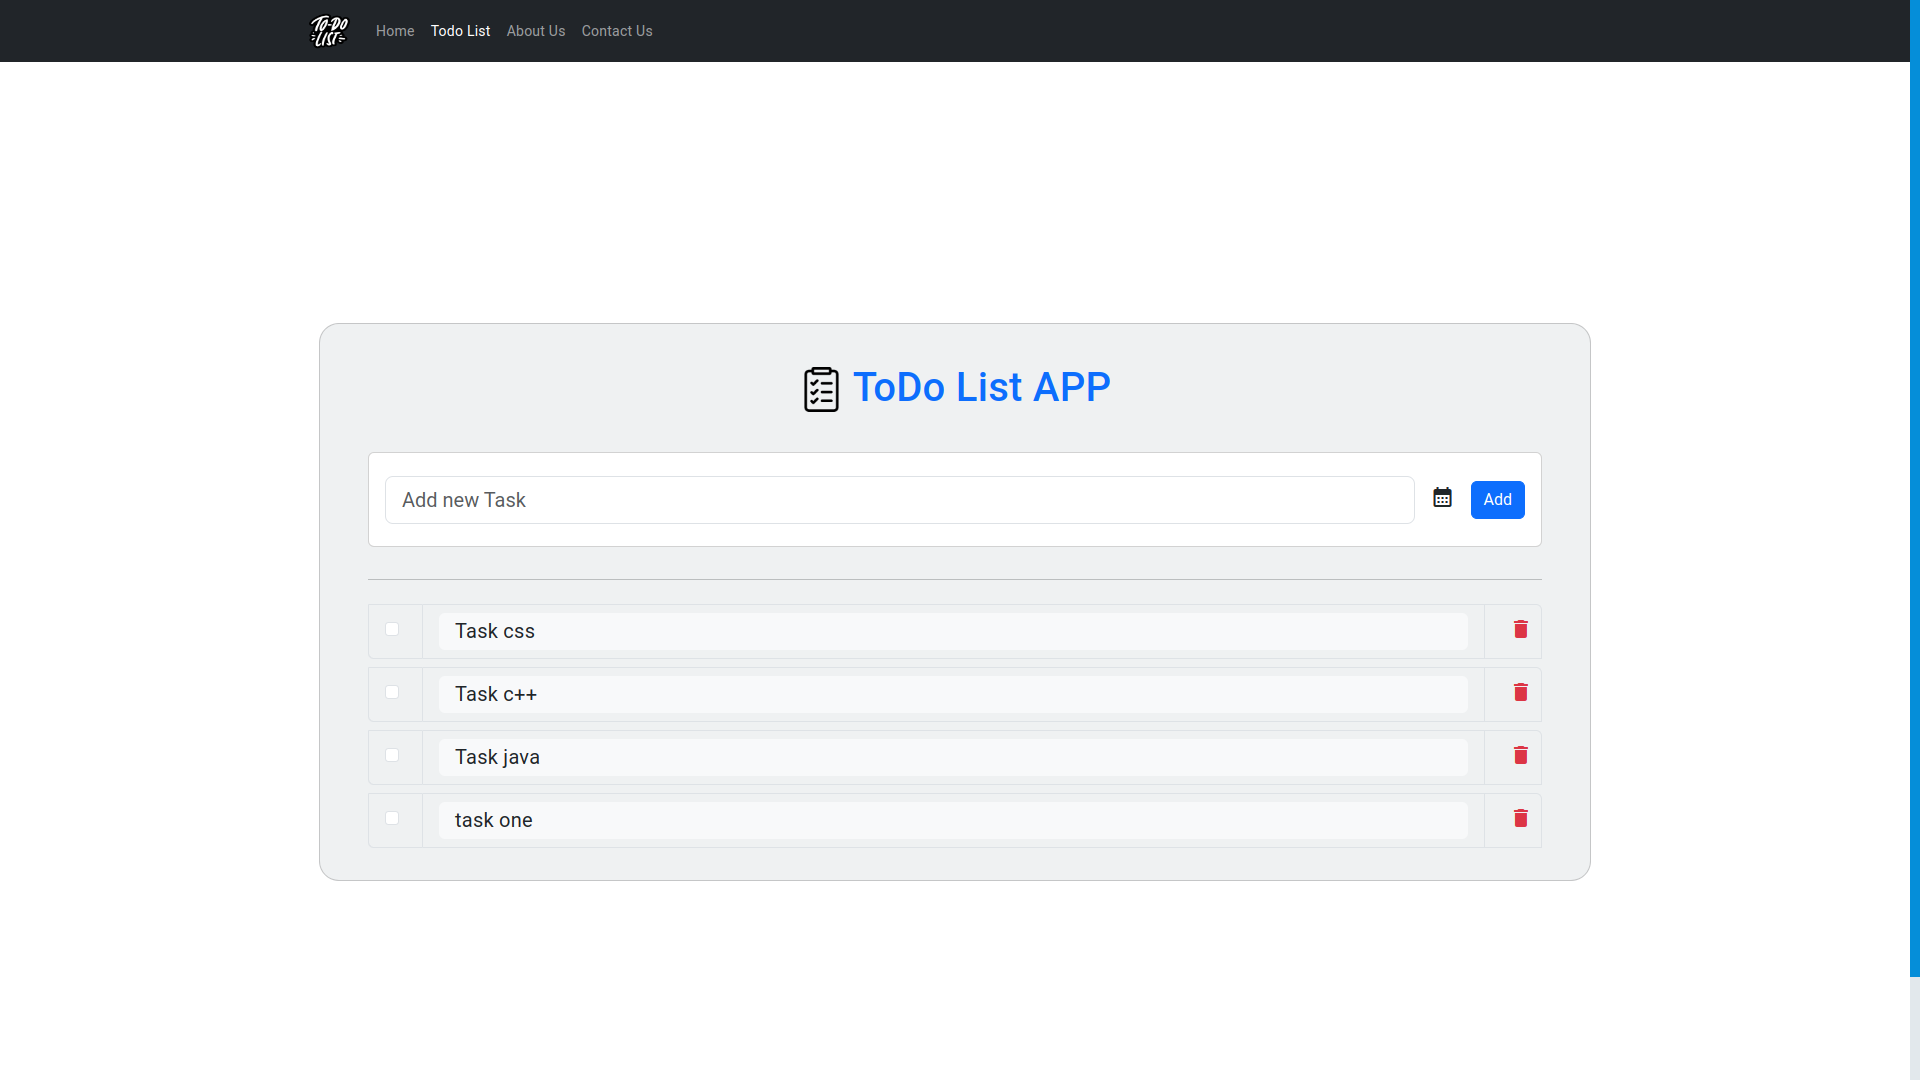 TO-DO
LIST
Home Todo List About Us Contact Us
ToDo List APP
Add new Task
Add
Task css
Task c++
Task java
task one